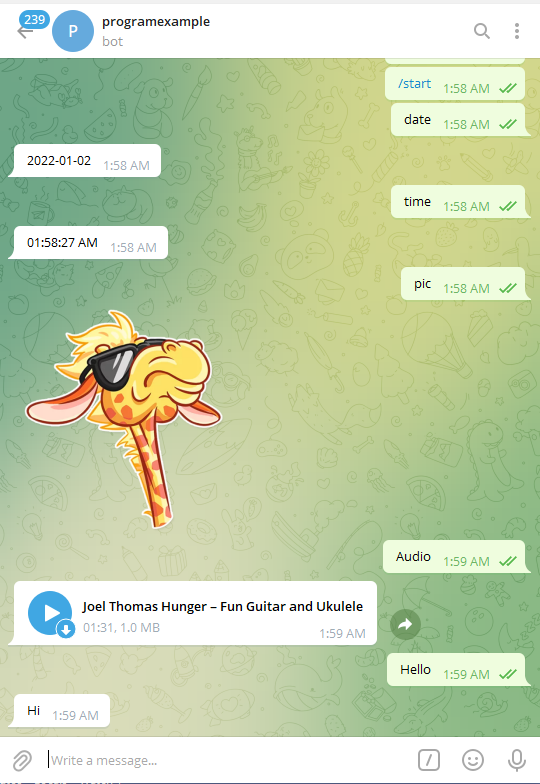 239
P
programexample
bot
/start 1:58 AM
date 1:58 AM
2022-01-02 1:58 AM
time 1:58 AM
01:58:27 AM 1:58 AM
pic 1:58 AM
Audio 1:59 AM
Joel Thomas Hunger – Fun Guitar and Ukulele
01:31, 1.0 MB 1:59 AM
Hello 1:59 AM
Hi 1:59 AM
Write a message...